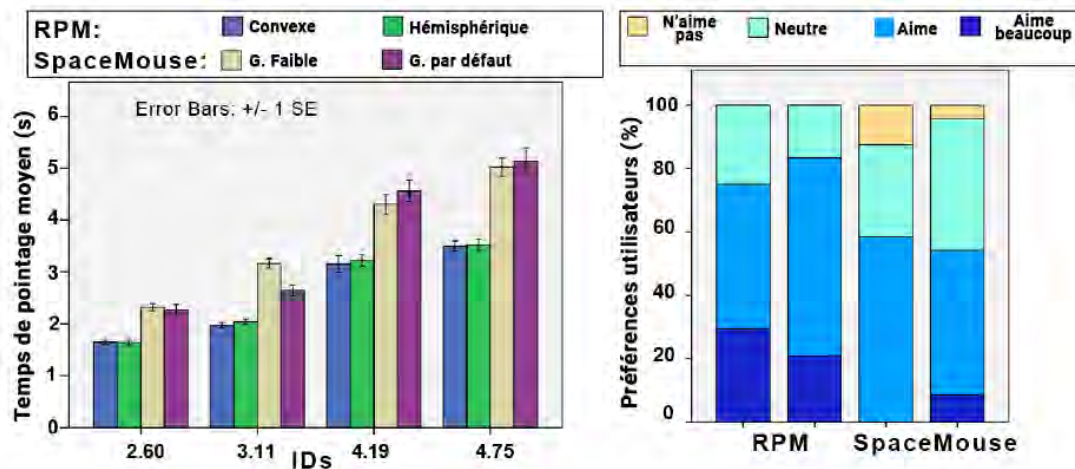 RPM: Convexe Hémisphérique
SpaceMouse: G. Faible G. par défaut
N'aime pas Neutre Aime Aime beaucoup
Temps de pointage moyen (s)
Error Bars: +/- 1 SE
6
5
4
3
2
1
0
2.60 3.11 4.19 4.75
IDs
Préférences utilisateurs (%)
100
80
60
40
20
0
RPM SpaceMouse